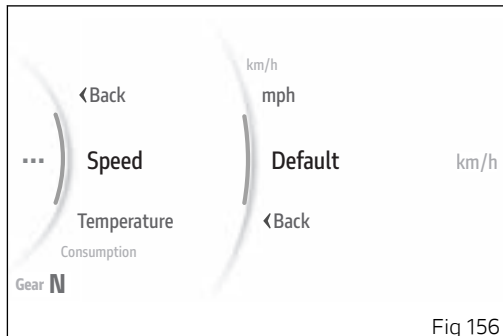 km/h
‹Back mph
... Speed Default km/h
Temperature ‹Back
Consumption
Gear N
Fig 156